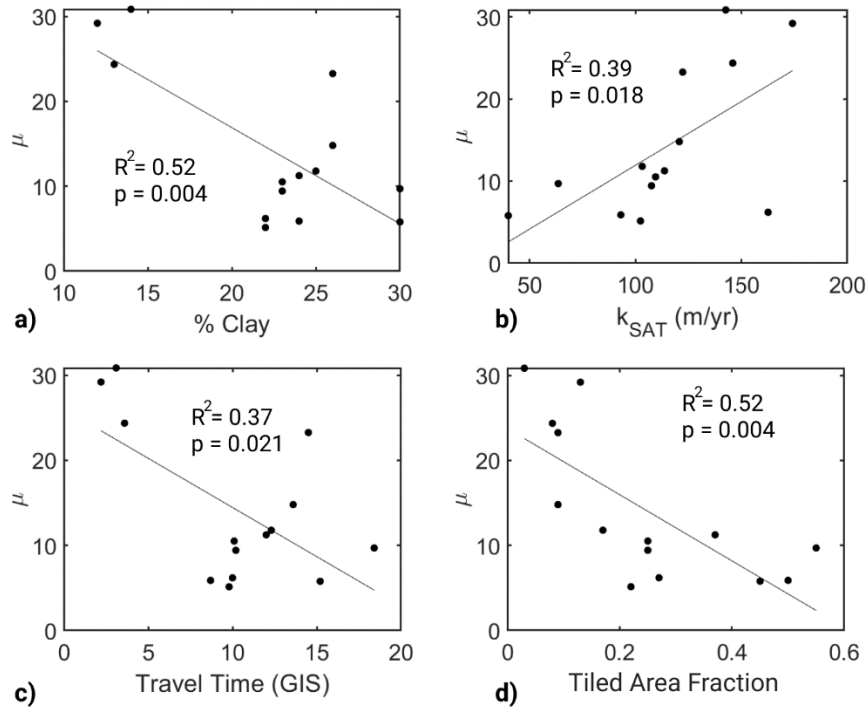 30
20
10
0
μ
R²= 0.52
p = 0.004
10 15 20 25 30
a) % Clay
30
20
10
0
μ
R²= 0.39
p = 0.018
50 100 150 200
b) k_SAT (m/yr)
30
20
10
0
μ
R²= 0.37
p = 0.021
0 5 10 15 20
c) Travel Time (GIS)
30
20
10
0
μ
R²= 0.52
p = 0.004
0 0.2 0.4 0.6
d) Tiled Area Fraction